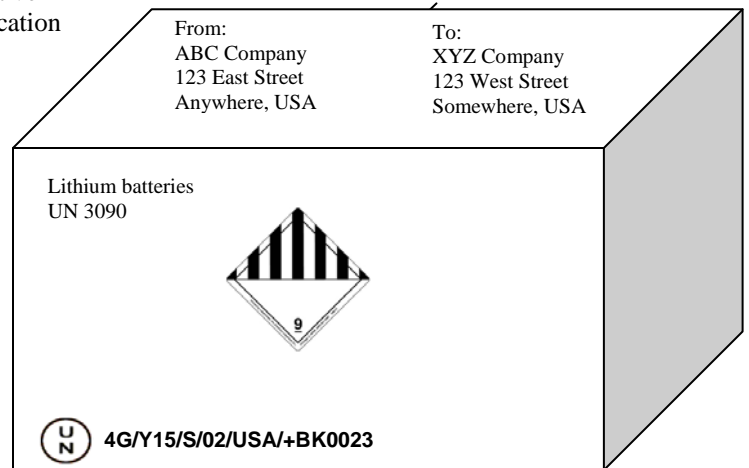 cation
From:
ABC Company
123 East Street
Anywhere, USA
To:
XYZ Company
123 West Street
Somewhere, USA
Lithium batteries
UN 3090
9
U
N
4G/Y15/S/02/USA/+BK0023